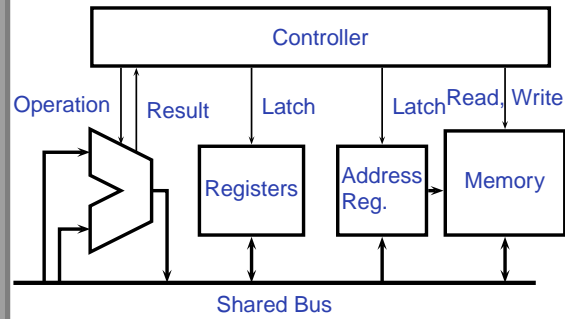 Controller
Operation
Result
Latch
Latch
Read, Write
Registers
Address
Reg.
Memory
Shared Bus